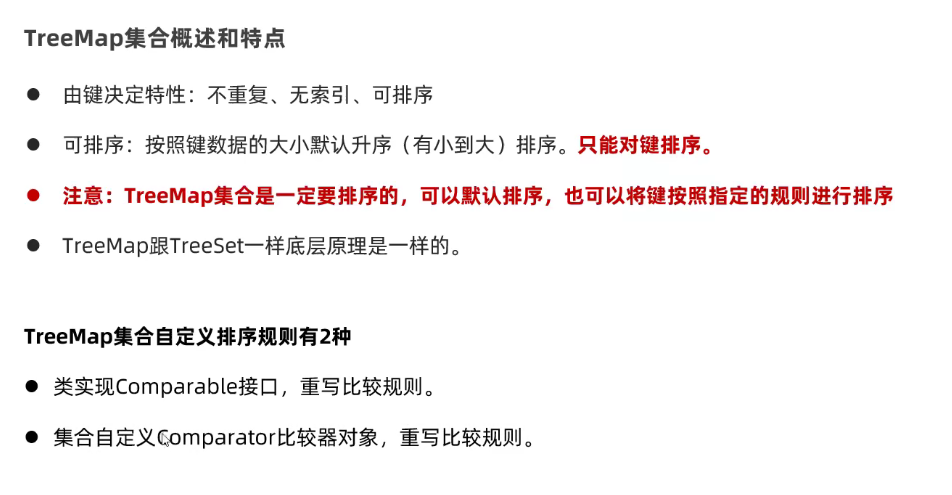 TreeMap集合概述和特点
● 由键决定特性：不重复、无索引、可排序
● 可排序：按照键数据的大小默认升序（有小到大）排序。只能对键排序。
● 注意：TreeMap集合是一定要排序的，可以默认排序，也可以将键按照指定的规则进行排序
● TreeMap跟TreeSet一样底层原理是一样的。
TreeMap集合自定义排序规则有2种
● 类实现Comparable接口，重写比较规则。
● 集合自定义Comparator比较器对象，重写比较规则。